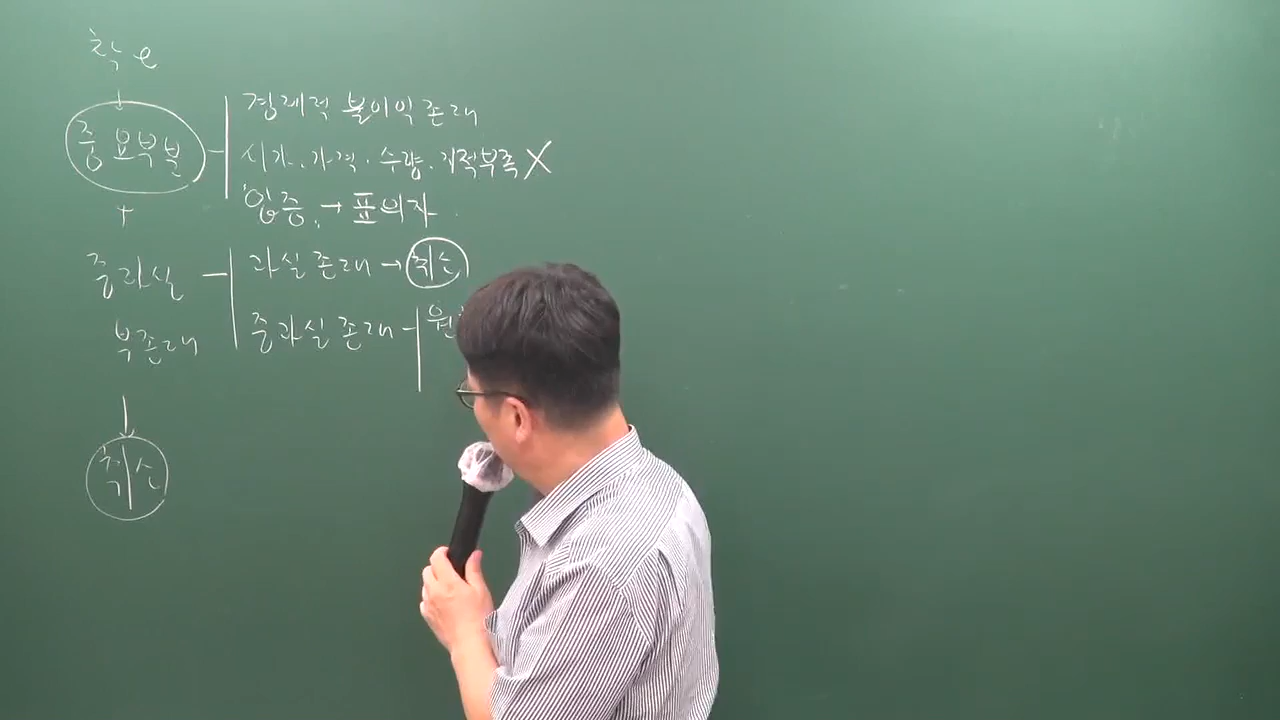 착 e
↓
중요부분 ─ 경제적 불이익 존재
시가 · 가격 · 수량 · 지적부족 X
입증 → 표의자
+
중과실 ─ 과실 존재 → 취소
부존재 중과실 존재 ─ 원
↓
취소